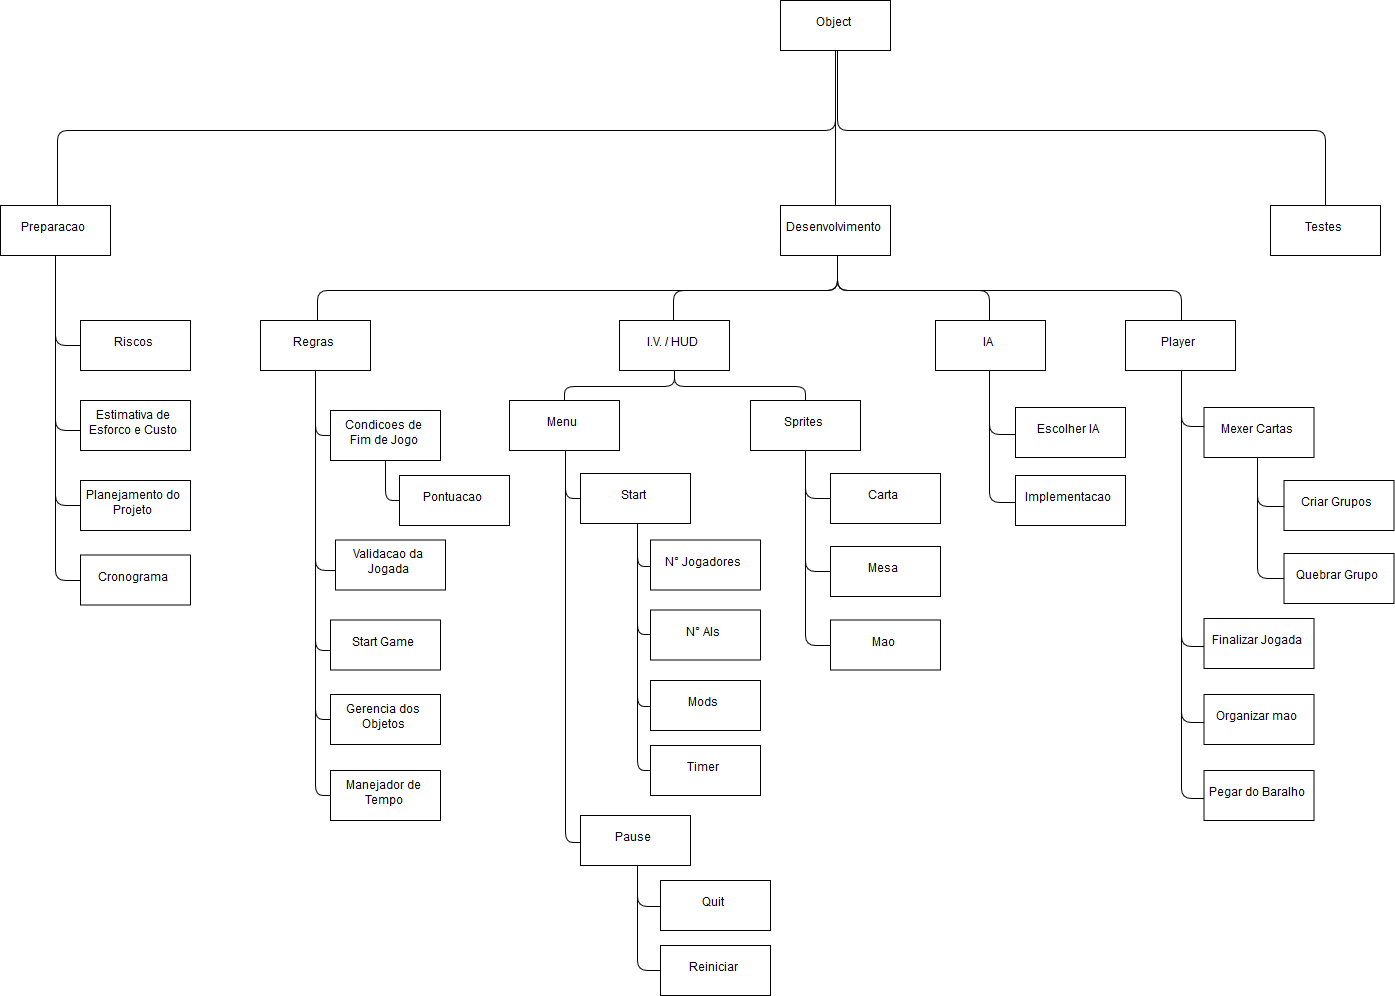 Object
Preparacao
Desenvolvimento
Testes
Riscos
Estimativa de
Esforco e Custo
Planejamento do
Projeto
Cronograma
Regras
Condicoes de
Fim de Jogo
Pontuacao
Validacao da
Jogada
Start Game
Gerencia dos
Objetos
Manejador de
Tempo
I.V. / HUD
Menu
Start
N° Jogadores
N° AIs
Mods
Timer
Pause
Quit
Reiniciar
Sprites
Carta
Mesa
Mao
IA
Escolher IA
Implementacao
Player
Mexer Cartas
Criar Grupos
Quebrar Grupo
Finalizar Jogada
Organizar mao
Pegar do Baralho